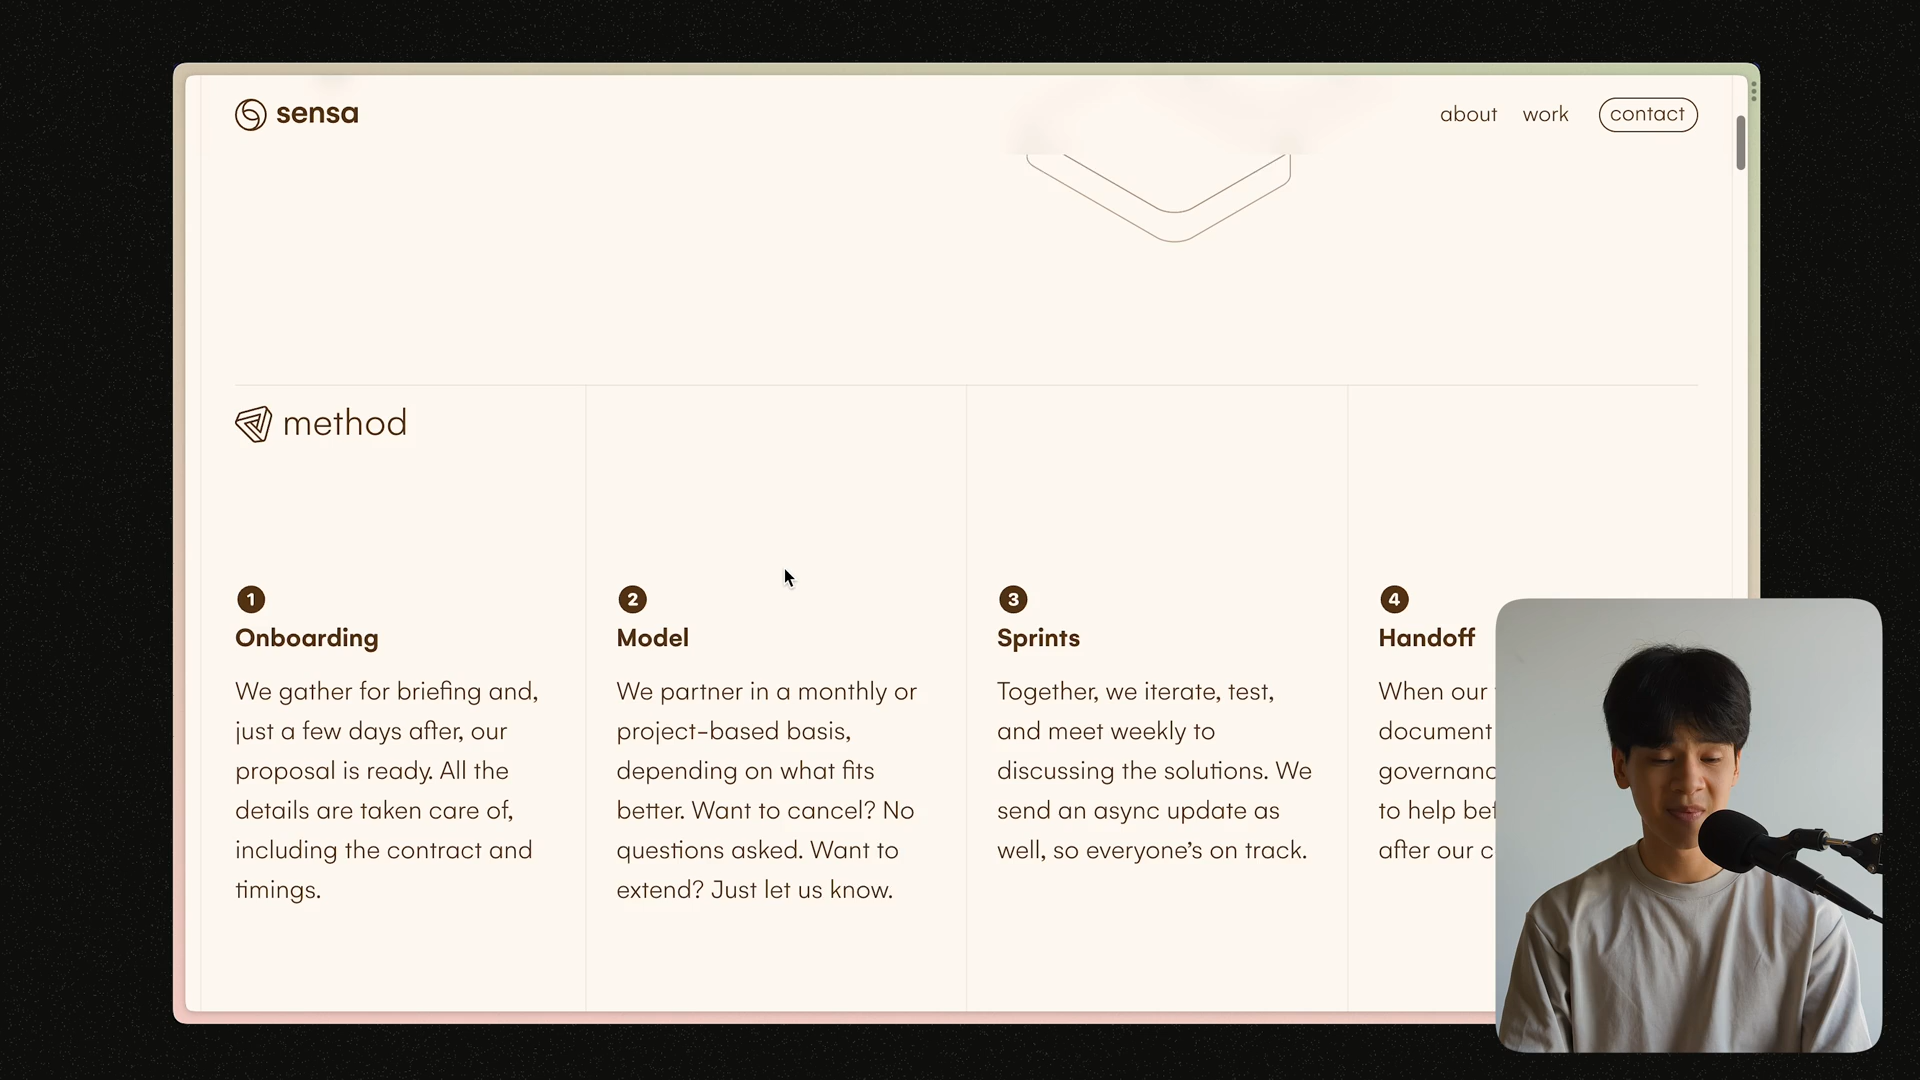 sensa
about work contact
method
1
Onboarding
We gather for briefing and,
just a few days after, our
proposal is ready. All the
details are taken care of,
including the contract and
timings.
2
Model
We partner in a monthly or
project-based basis,
depending on what fits
better. Want to cancel? No
questions asked. Want to
extend? Just let us know.
3
Sprints
Together, we iterate, test,
and meet weekly to
discussing the solutions. We
send an async update as
well, so everyone's on track.
4
Handoff
When our
document
to help
after our